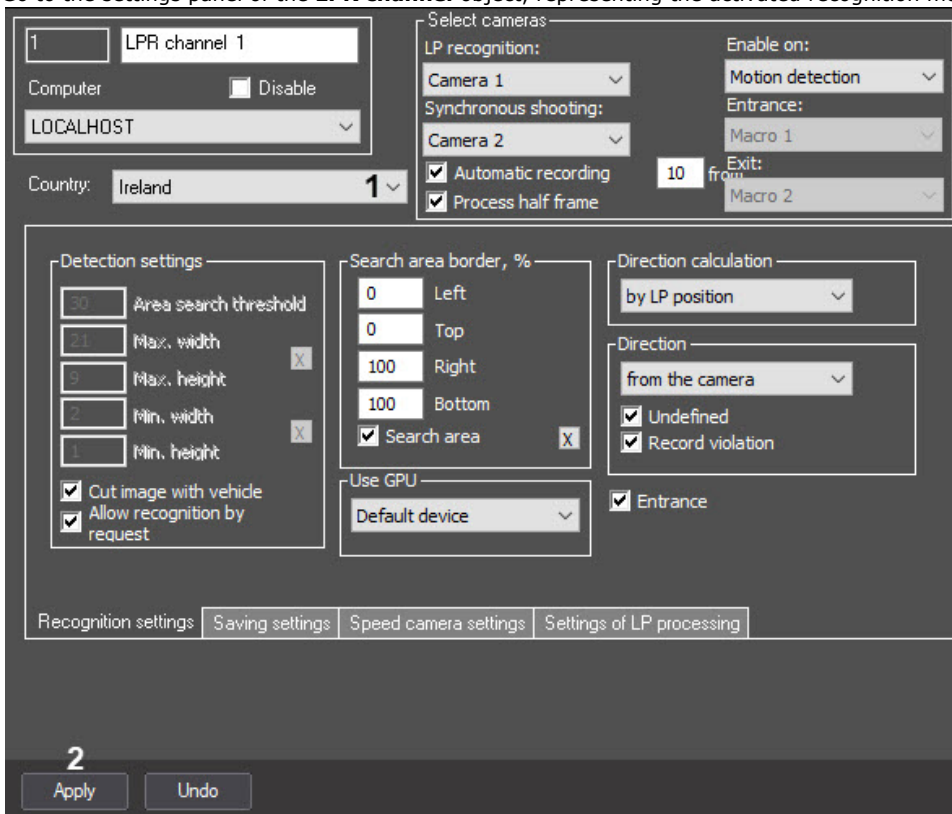 Go to the settings panel of the LPR channel object, representing the activated recognition
1
LPR channel 1
Computer
Disable
LOCALHOST
Country:
Ireland
1
Select cameras
LP recognition:
Camera 1
Synchronous shooting:
Camera 2
Automatic recording
10
from
Process half frame
Enable on:
Motion detection
Entrance:
Macro 1
Exit:
Macro 2
Detection settings
30
Area search threshold
21
Max. width
X
9
Max. height
2
Min. width
X
1
Min. height
Cut image with vehicle
Allow recognition by
request
Search area border, %
0
Left
0
Top
100
Right
100
Bottom
Search area
X
Use GPU
Default device
Direction calculation
by LP position
Direction
from the camera
Undefined
Record violation
Entrance
Recognition settings
Saving settings
Speed camera settings
Settings of LP processing
2
Apply
Undo